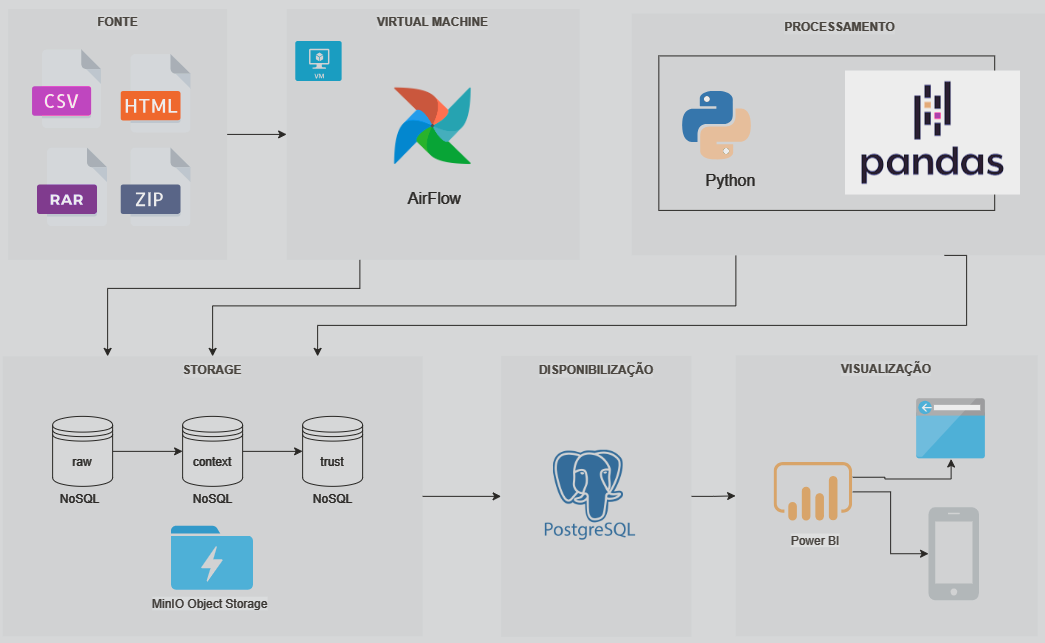 FONTE
CSV
HTML
RAR
ZIP
VIRTUAL MACHINE
VM
AirFlow
PROCESSAMENTO
Python
pandas
STORAGE
raw
context
trust
NoSQL
NoSQL
NoSQL
MinIO Object Storage
DISPONIBILIZAÇÃO
PostgreSQL
VISUALIZAÇÃO
Power BI